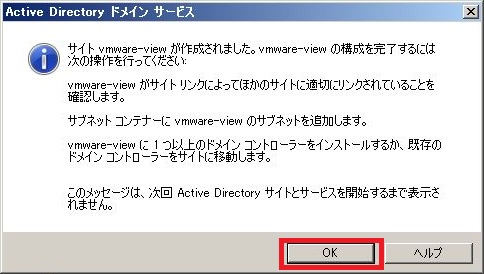 Active Directory ドメイン サービス
サイト vmware-view が作成されました。vmware-view の構成を完了するには
次の操作を行ってください:
vmware-view がサイト リンクによってほかのサイトに適切にリンクされていることを
確認します。
サブネット コンテナーに vmware-view のサブネットを追加します。
vmware-view に 1 つ以上のドメイン コントローラーをインストールするか、既存の
ドメイン コントローラーをサイトに移動します。
このメッセージは、次回 Active Directory サイトとサービスを開始するまで表示さ
れません。
OK
ヘルプ